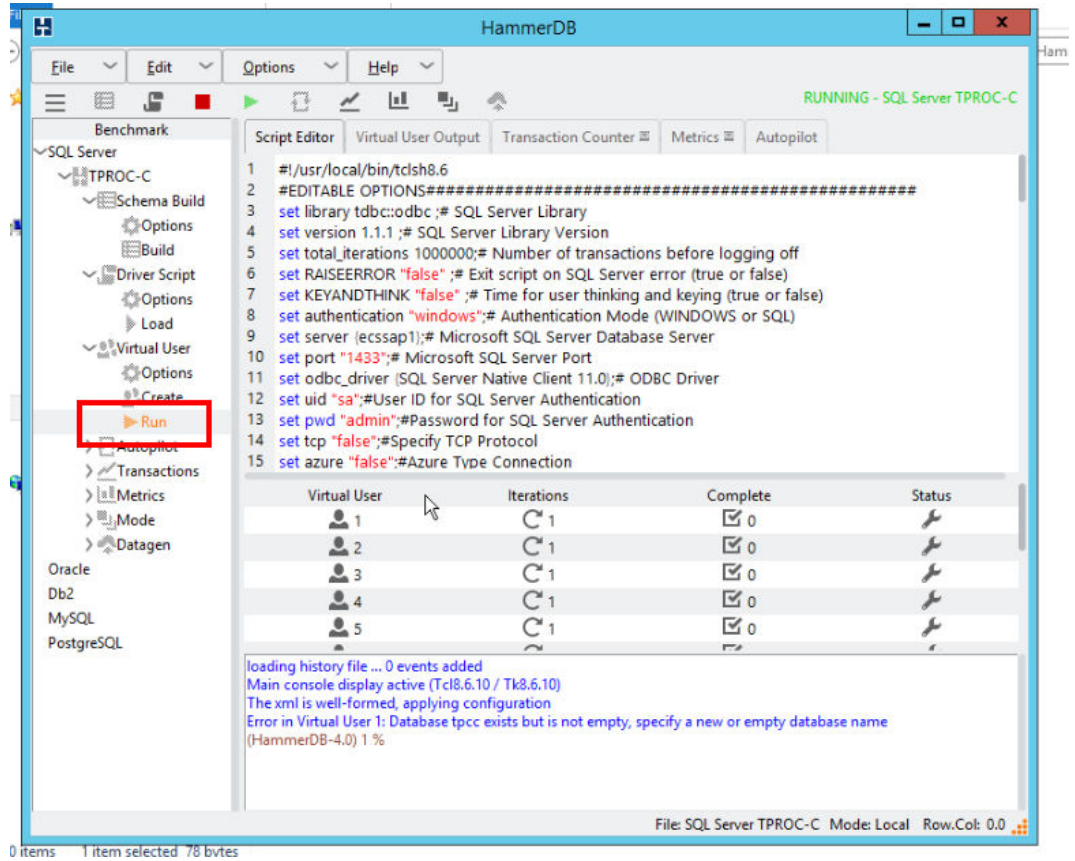 HammerDB
Ham
File Edit Options Help
RUNNING - SQL Server TPROC-C
Benchmark
SQL Server
TPROC-C
Schema Build
Options
Build
Driver Script
Options
Load
Virtual User
Options
Create
Run
Autopilot
Transactions
Metrics
Mode
Datagen
Oracle
Db2
MySQL
PostgreSQL
Script Editor Virtual User Output Transaction Counter Metrics Autopilot
1 #!/usr/local/bin/tclsh8.6
2 #EDITABLE OPTIONS##################################################
3 set library tdbc::odbc ;# SQL Server Library
4 set version 1.1.1 ;# SQL Server Library Version
5 set total_iterations 1000000;# Number of transactions before logging off
6 set RAISEERROR "false" ;# Exit script on SQL Server error (true or false)
7 set KEYANDTHINK "false" ;# Time for user thinking and keying (true or false)
8 set authentication "windows";# Authentication Mode (WINDOWS or SQL)
9 set server {ecssap1};# Microsoft SQL Server Database Server
10 set port "1433";# Microsoft SQL Server Port
11 set odbc_driver {SQL Server Native Client 11.0};# ODBC Driver
12 set uid "sa";#User ID for SQL Server Authentication
13 set pwd "admin";#Password for SQL Server Authentication
14 set tcp "false";#Specify TCP Protocol
15 set azure "false";#Azure Type Connection
Virtual User Iterations Complete Status
1 1 0
2 1 0
3 1 0
4 1 0
5 1 0
loading history file ... 0 events added
Main console display active (Tcl8.6.10 / Tk8.6.10)
The xml is well-formed, applying configuration
Error in Virtual User 1: Database tpcc exists but is not empty, specify a new or empty database name
(HammerDB-4.0) 1 %
File: SQL Server TPROC-C Mode: Local Row.Col: 0.0
0 items 1 item selected 78 bytes